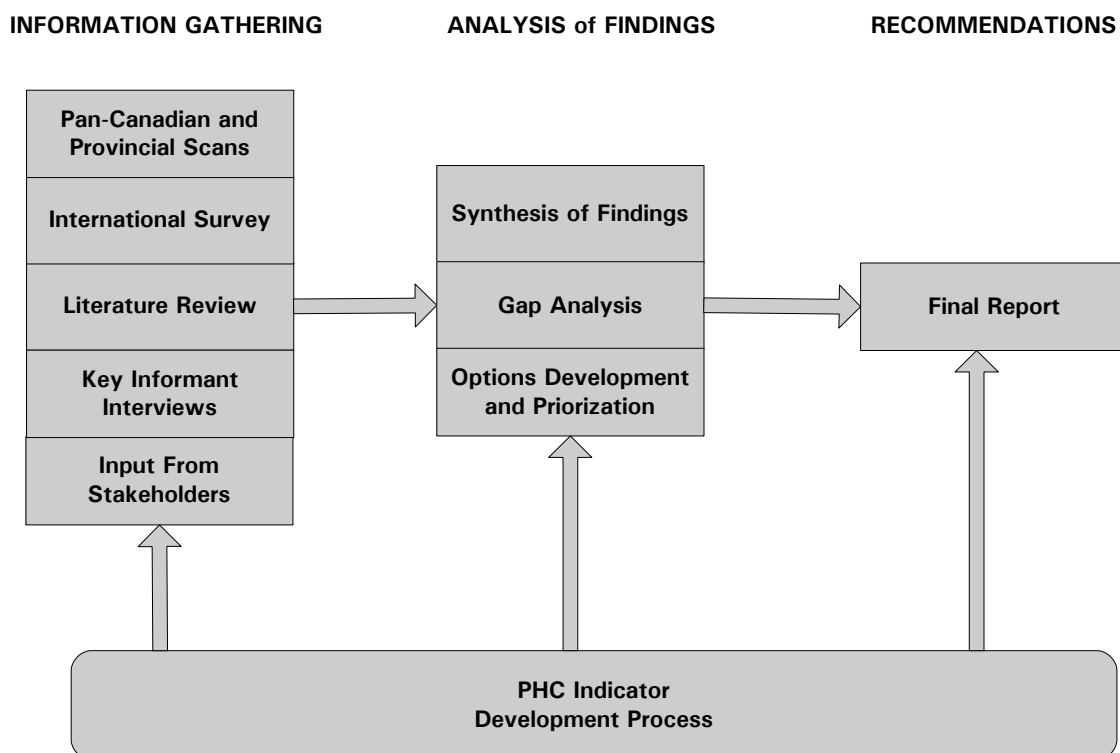 INFORMATION GATHERING
ANALYSIS of FINDINGS
RECOMMENDATIONS
Pan-Canadian and
Provincial Scans
International Survey
Literature Review
Key Informant
Interviews
Input From
Stakeholders
Synthesis of Findings
Gap Analysis
Options Development
and Priorization
Final Report
PHC Indicator
Development Process